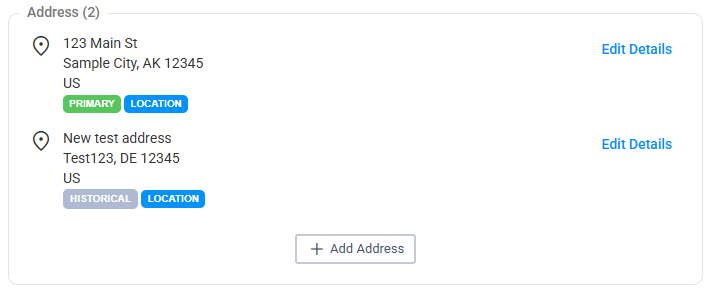 Address (2)
123 Main St
Edit Details
Sample City, AK 12345
US
PRIMARY LOCATION
New test address
Edit Details
Test123, DE 12345
US
HISTORICAL LOCATION
Add Address